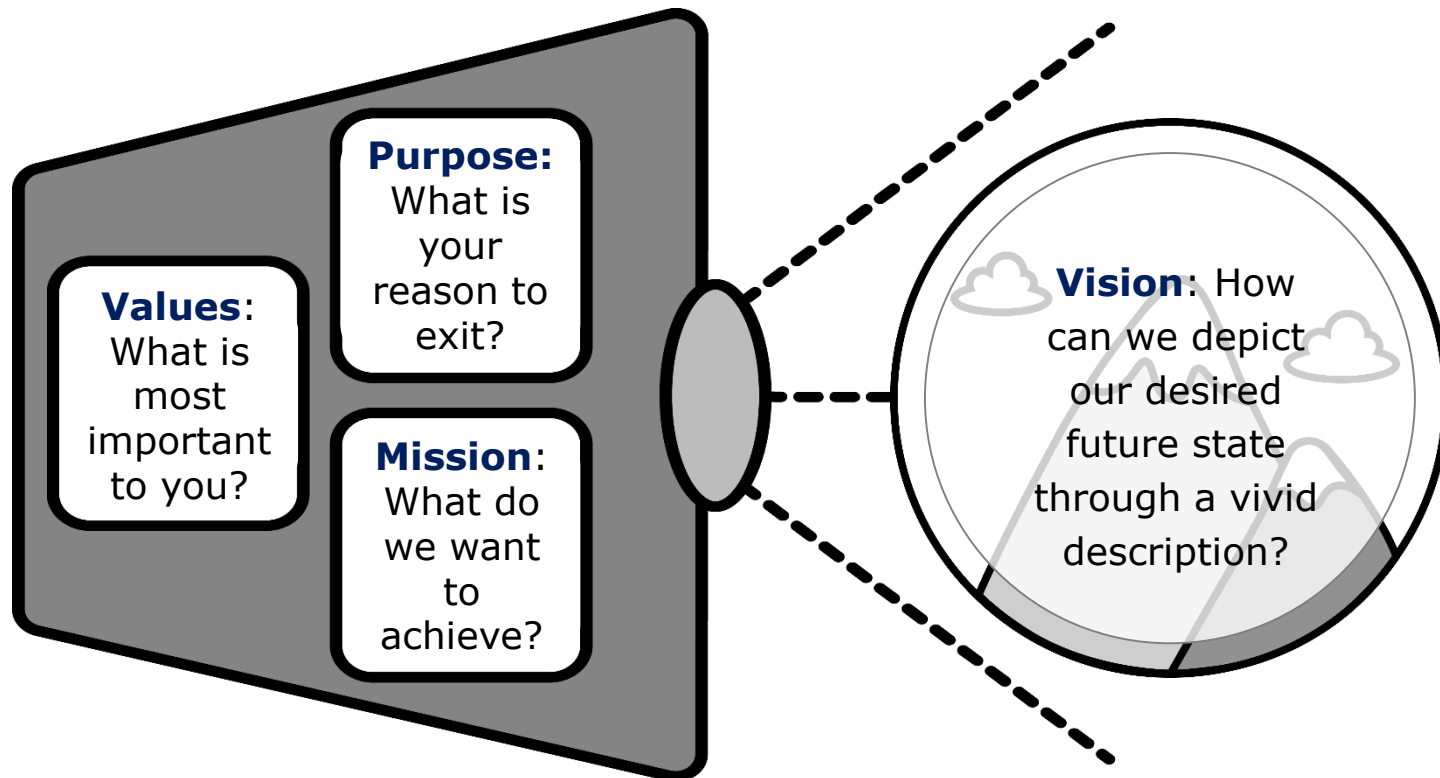 Values:
What is
most
important
to you?
Purpose:
What is
your
reason to
exit?
Mission:
What do
we want
to
achieve?
Vision: How
can we depict
our desired
future state
through a vivid
description?